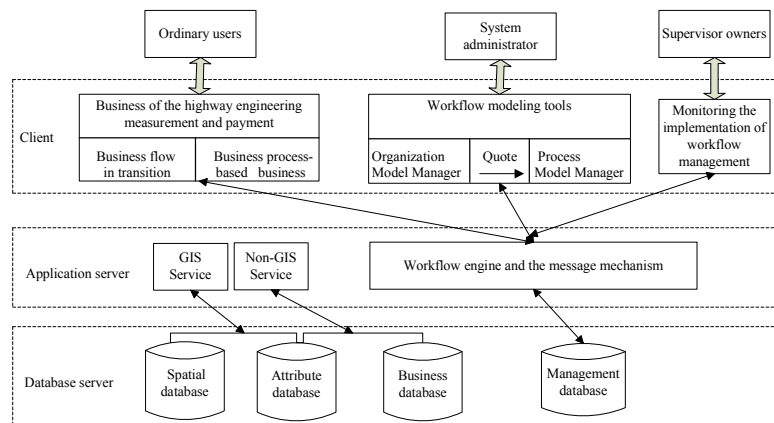 Ordinary users
System
administrator
Supervisor owners
Client
Business of the highway engineering
measurement and payment
Business flow
in transition
Business process-
based business
Workflow modeling tools
Organization
Model Manager
Quote
Process
Model Manager
Monitoring the
implementation of
workflow
management
Application server
GIS
Service
Non-GIS
Service
Workflow engine and the message mechanism
Database server
Spatial
database
Attribute
database
Business
database
Management
database